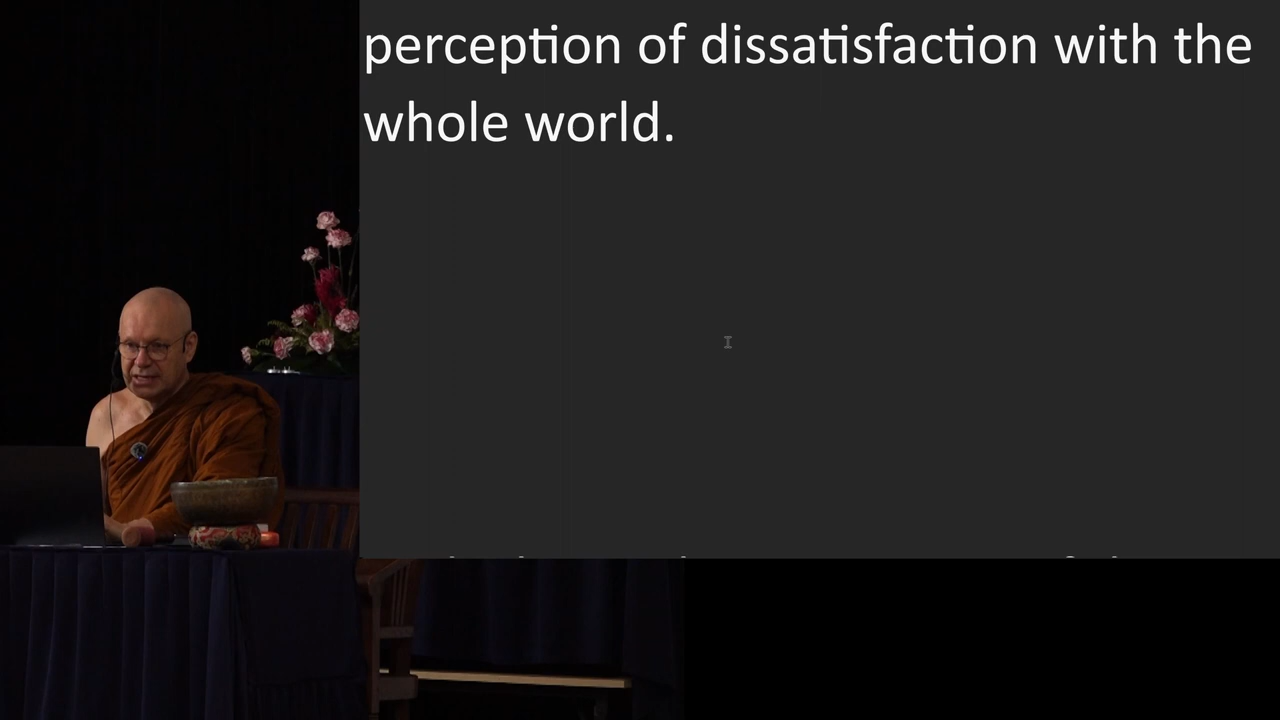 perception of dissatisfaction with the
whole world.